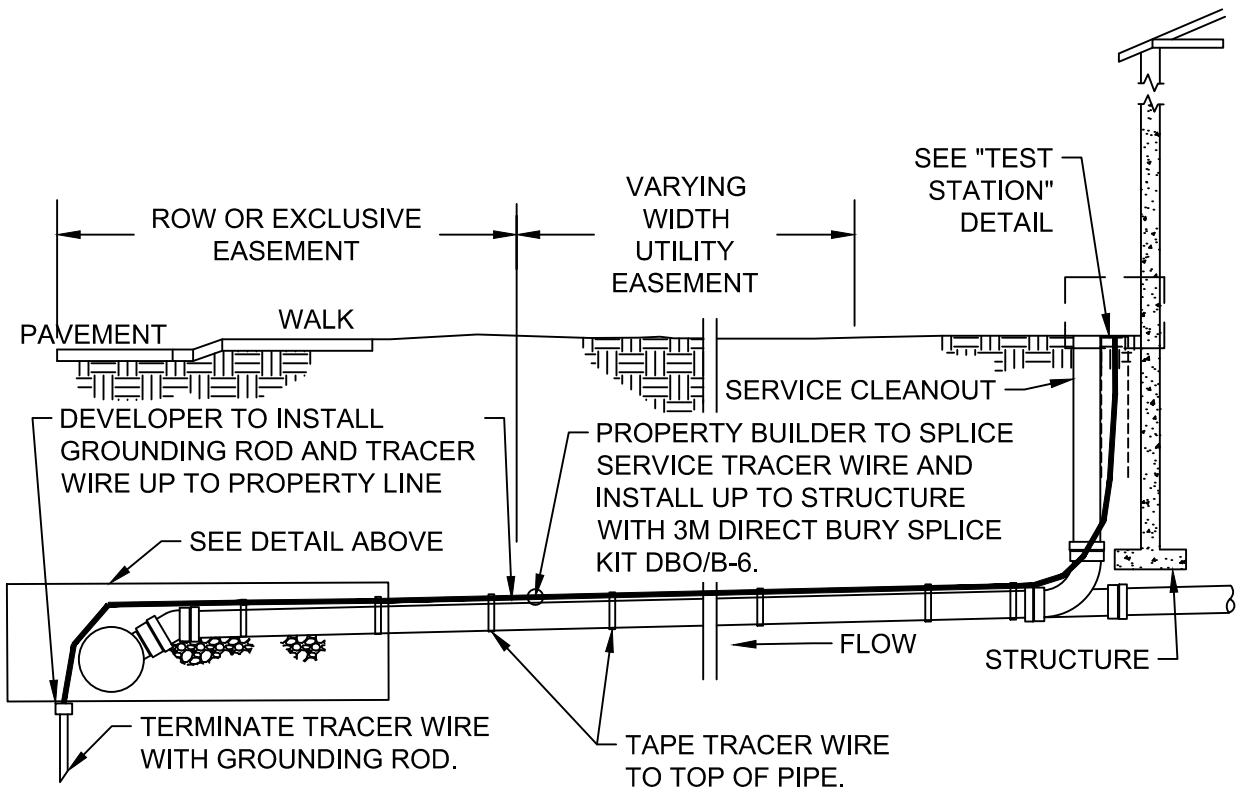 SEE "TEST
STATION"
DETAIL
VARYING
WIDTH
UTILITY
EASEMENT
ROW OR EXCLUSIVE
EASEMENT
PAVEMENT
WALK
SERVICE CLEANOUT
DEVELOPER TO INSTALL
GROUNDING ROD AND TRACER
WIRE UP TO PROPERTY LINE
PROPERTY BUILDER TO SPLICE
SERVICE TRACER WIRE AND
INSTALL UP TO STRUCTURE
WITH 3M DIRECT BURY SPLICE
KIT DBO/B-6.
SEE DETAIL ABOVE
FLOW
STRUCTURE
TERMINATE TRACER WIRE
WITH GROUNDING ROD.
TAPE TRACER WIRE
TO TOP OF PIPE.